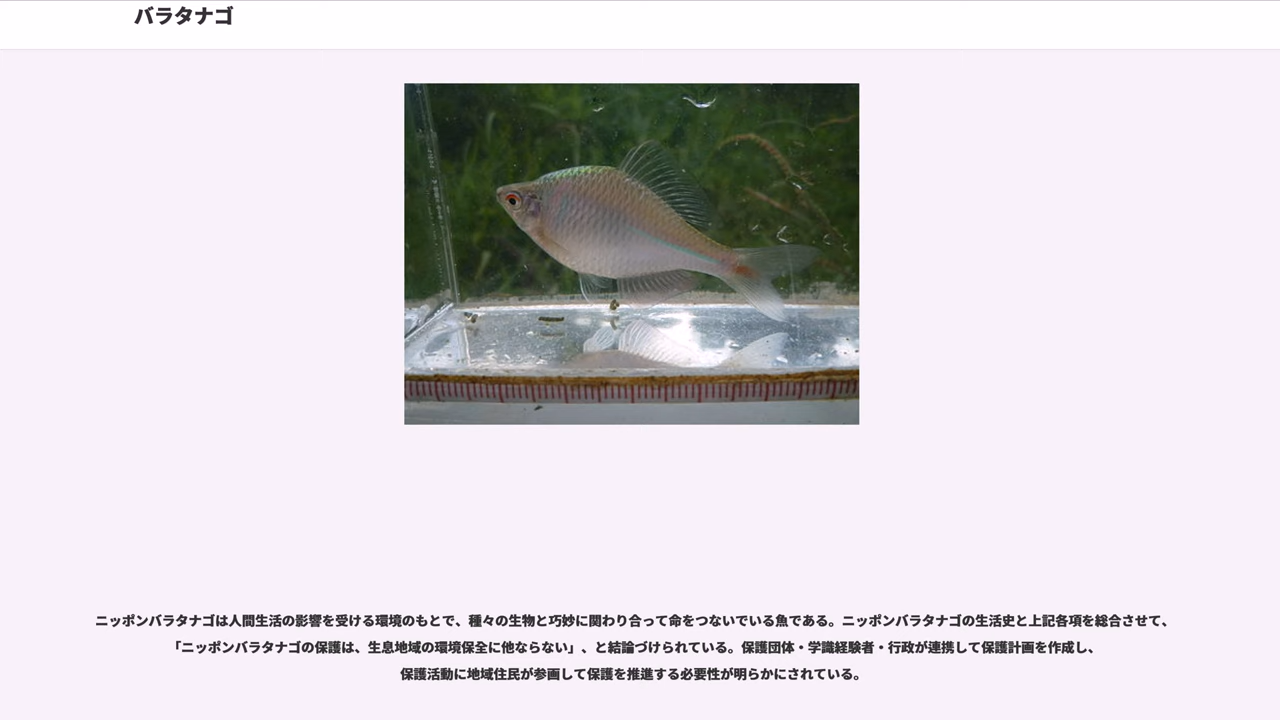 バラタナゴ
ニッポンバラタナゴは人間生活の影響を受ける環境のもとで、種々の生物と巧妙に関わり合って命をつないでいる魚である。ニッポンバラタナゴの生活史と上記各項を総合させて、
「ニッポンバラタナゴの保護は、生息地域の環境保全に他ならない」、と結論づけられている。保護団体・学識経験者・行政が連携して保護計画を作成し、
保護活動に地域住民が参画して保護を推進する必要性が明らかにされている。